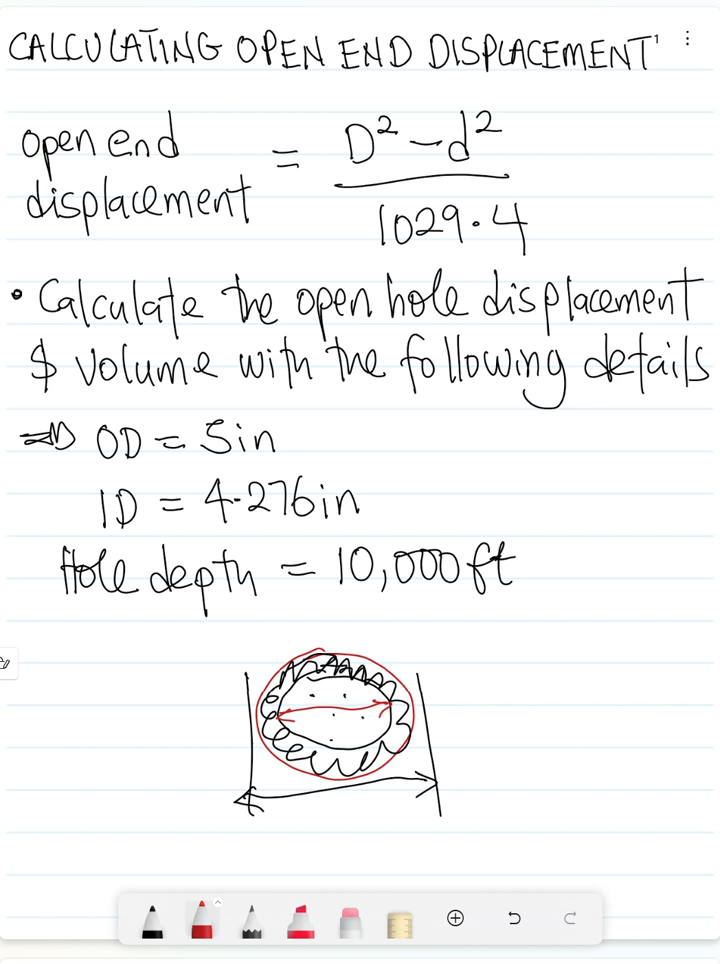 CALCULATING OPEN END DISPLACEMENT
open end displacement = D² - d² / 1029.4
• Calculate the open hole displacement
$ volume with the following details
⇒ OD = 5in
ID = 4.276in
Hole depth = 10,000ft